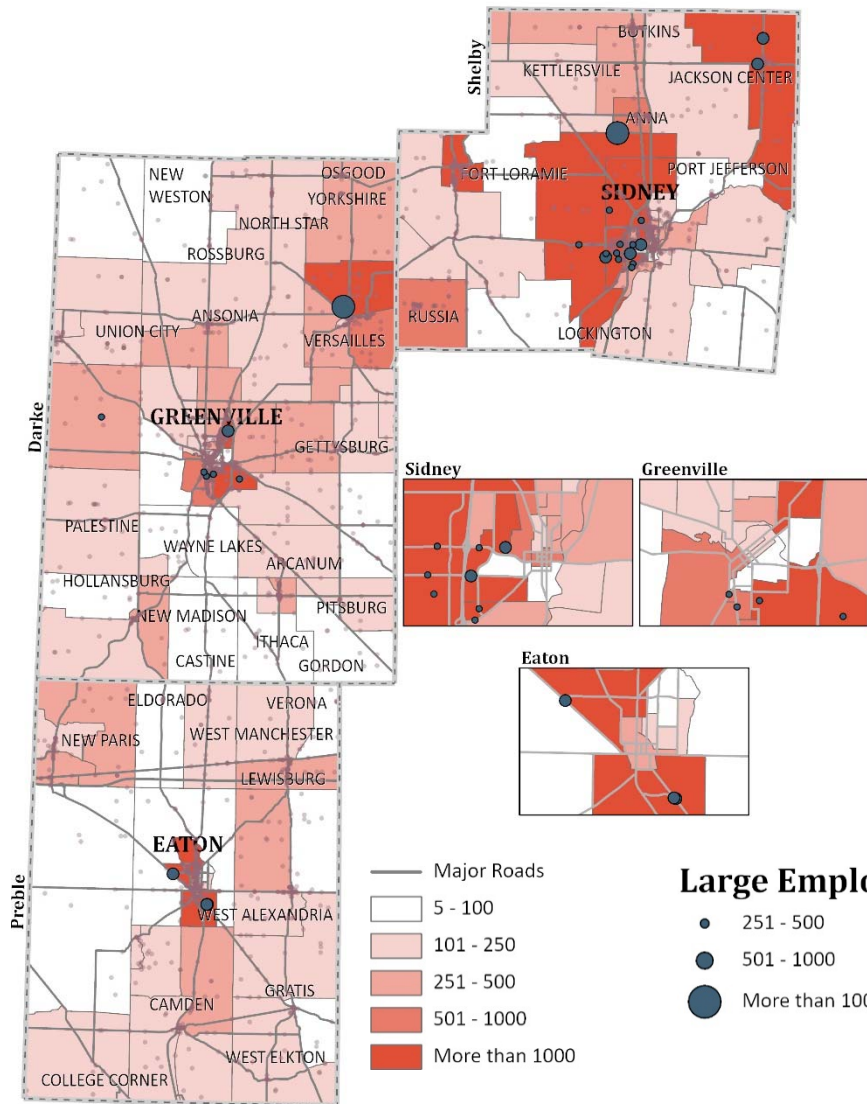 Shelby
BOTKINS
KETTLERSVILE
JACKSON CENTER
ANNA
FORT LORAMIE
PORT JEFFERSON
SIDNEY
RUSSIA
LOCKINGTON
Darke
NEW
WESTON
OSGOOD
YORKSHIRE
NORTH STAR
ROSSBURG
ANSONIA
UNION CITY
VERSAILLES
GREENVILLE
GETTYSBURG
PALESTINE
WAYNE LAKES
ARCANUM
HOLLANSBURG
NEW MADISON
PITSBURG
ITHACA
CASTINE
GORDON
Preble
ELDORADO
VERONA
NEW PARIS
WEST MANCHESTER
LEWISBURG
EATON
WEST ALEXANDRIA
CAMDEN
GRATIS
WEST ELKTON
COLLEGE CORNER
Sidney
Greenville
Eaton
Major Roads
5 - 100
101 - 250
251 - 500
501 - 1000
More than 1000
Large Emplo
251 - 500
501 - 1000
More than 100